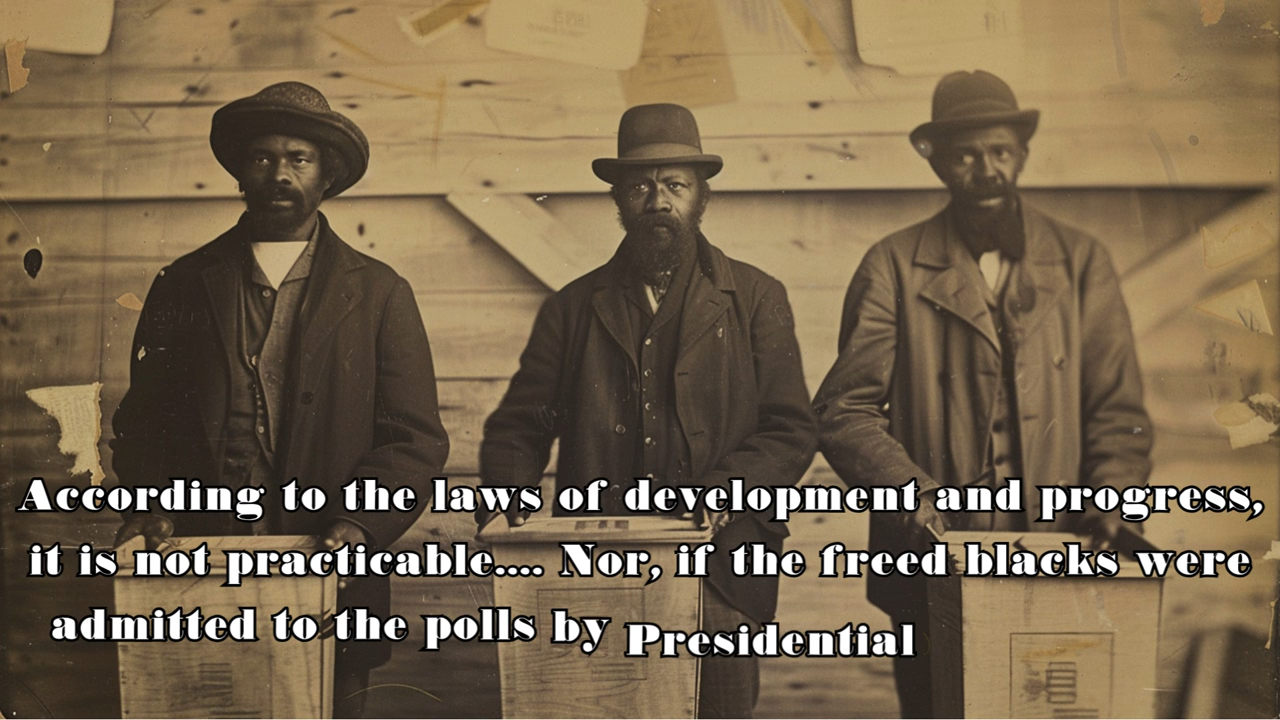 According to the laws of development and progress,
it is not practicable.... Nor, if the freed blacks were
admitted to the polls by Presidential